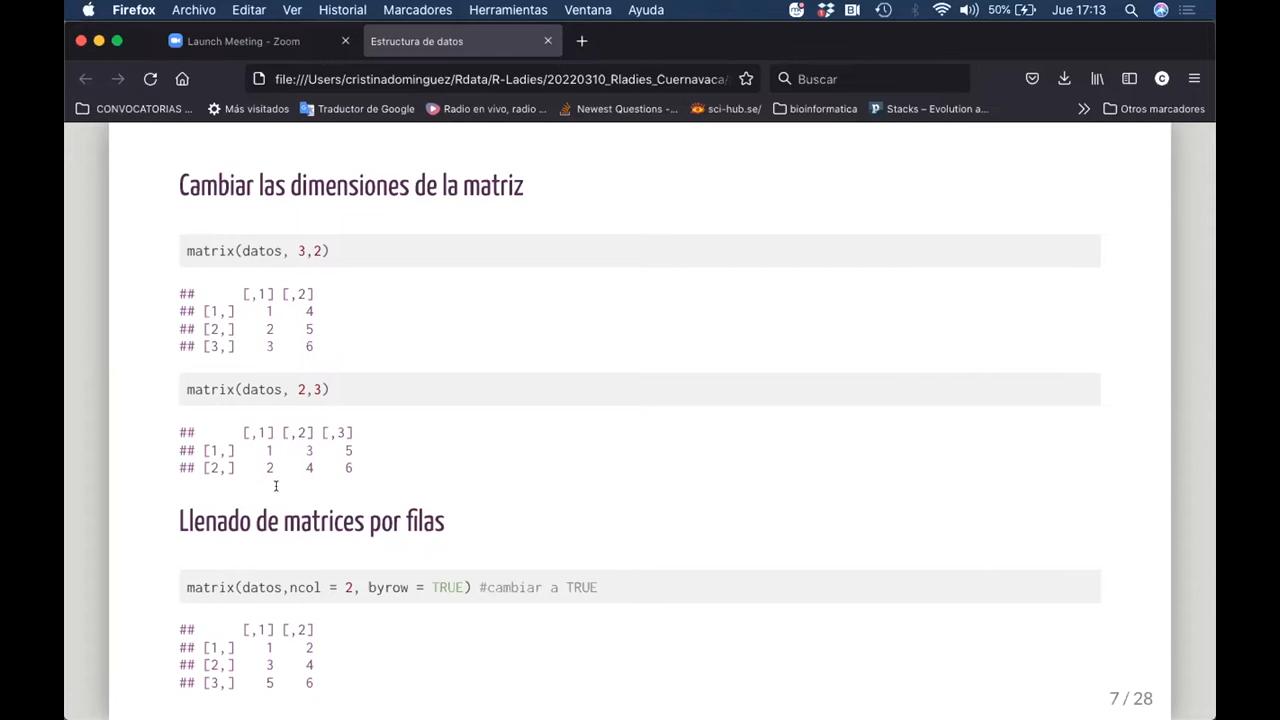 Firefox Archivo Editar Ver Historial Marcadores Herramientas Ventana Ayuda 50% Jue 17:13
Launch Meeting - Zoom × Estructura de datos × +
file:///Users/cristinadominguez/Rdata/R-Ladies/20220310_Rladies_Cuernavaca/ Buscar
CONVOCATORIAS ... Más visitados Traductor de Google Radio en vivo, radio ... Newest Questions -... sci-hub.se/ bioinformatica Stacks – Evolution a... Otros marcadores
Cambiar las dimensiones de la matriz
matrix(datos, 3,2)
## [,1] [,2]
## [1,] 1 4
## [2,] 2 5
## [3,] 3 6
matrix(datos, 2,3)
## [,1] [,2] [,3]
## [1,] 1 3 5
## [2,] 2 4 6
Llenado de matrices por filas
matrix(datos,ncol = 2, byrow = TRUE) #cambiar a TRUE
## [,1] [,2]
## [1,] 1 2
## [2,] 3 4
## [3,] 5 6
7 / 28